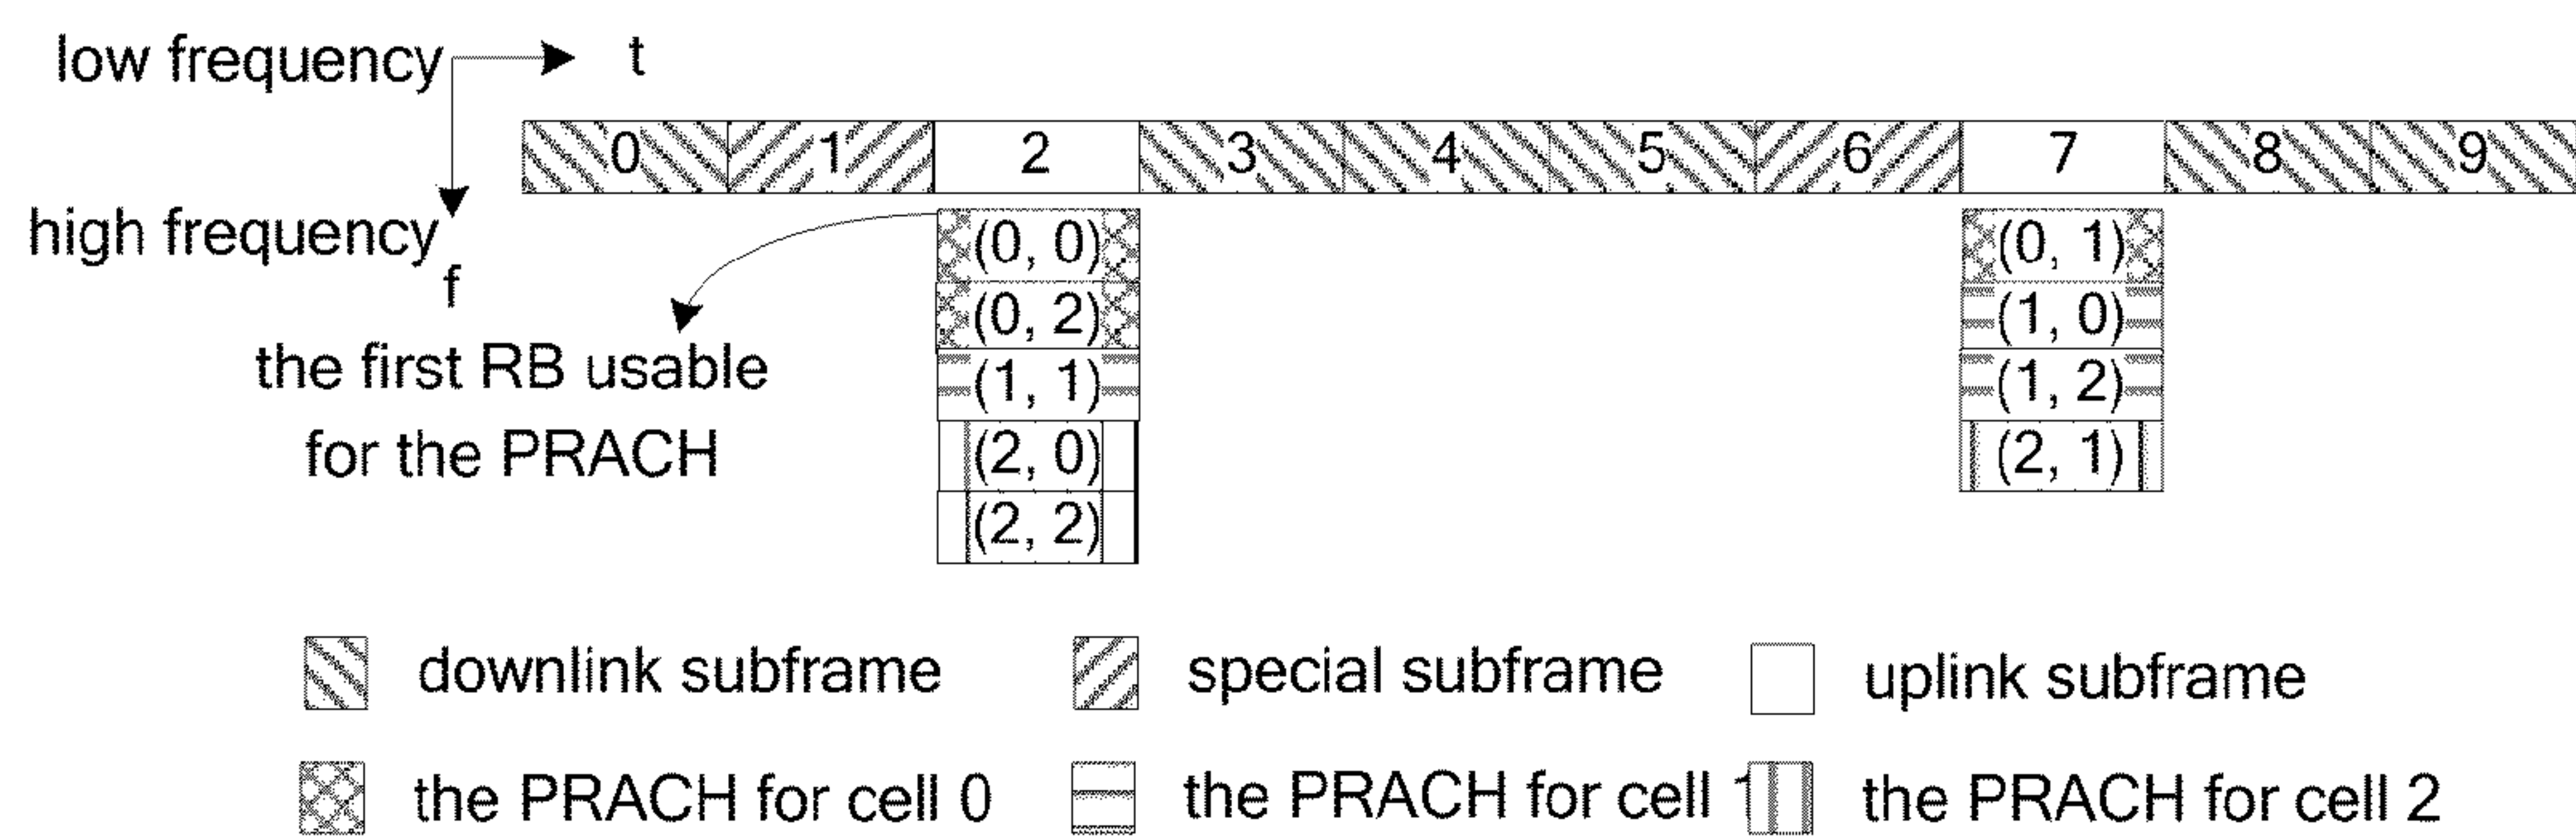 low frequency t
0 1 2 3 4 5 6 7 8 9
high frequency
f
(0, 0) (0, 1)
(0, 2) (1, 0)
the first RB usable
for the PRACH
(1, 1) (1, 2)
(2, 0) (2, 1)
(2, 2)
downlink subframe special subframe uplink subframe
the PRACH for cell 0 the PRACH for cell 1 the PRACH for cell 2